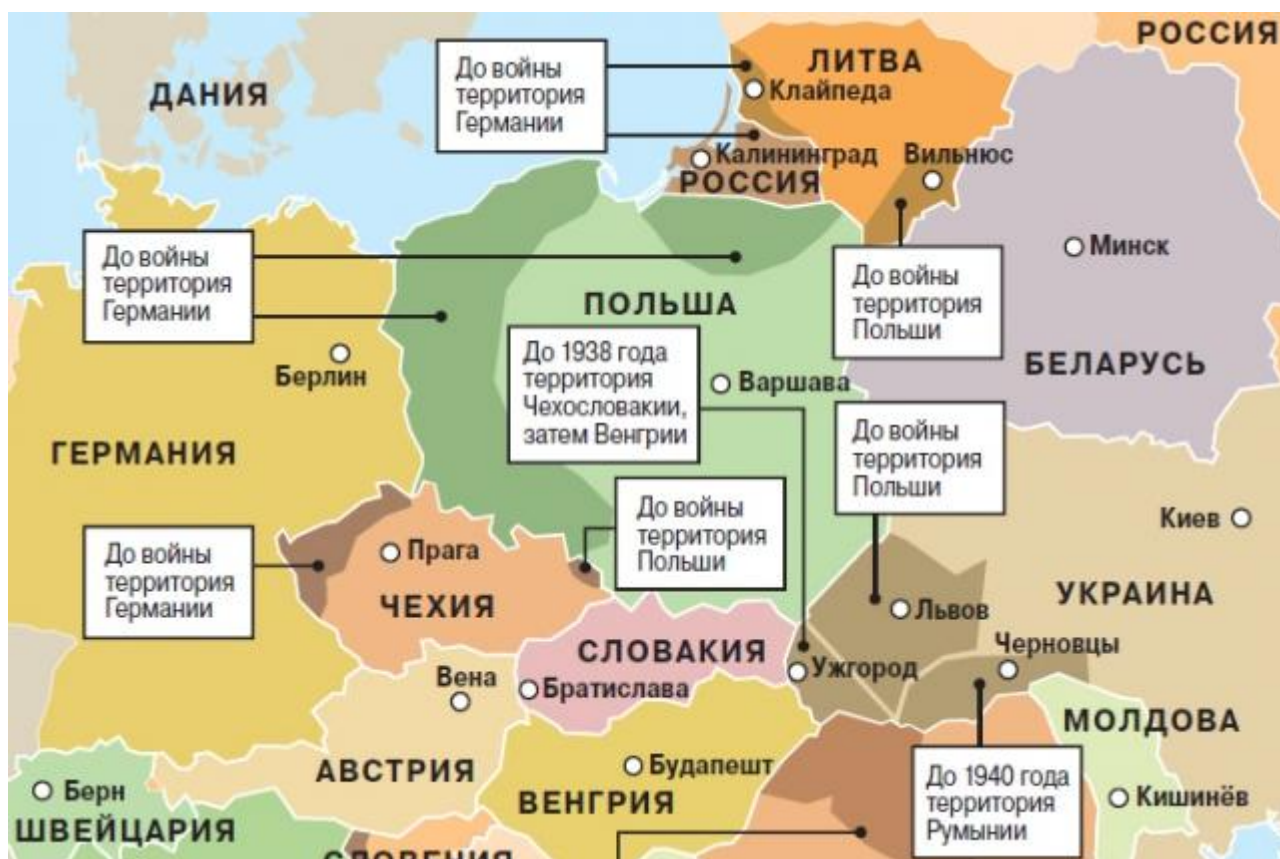 РОССИЯ
ДАНИЯ
До войны
территория
Германии
ЛИТВА
Клайпеда
Калининград
РОССИЯ
Вильнюс
До войны
территория
Германии
ПОЛЬША
До войны
территория
Польши
Минск
БЕЛАРУСЬ
Берлин
До 1938 года
территория
Чехословакии,
затем Венгрии
Варшава
ГЕРМАНИЯ
До войны
территория
Польши
До войны
территория
Польши
Киев
До войны
территория
Германии
Прага
ЧЕХИЯ
УКРАИНА
Львов
СЛОВАКИЯ
Ужгород
Черновцы
Вена
Братислава
МОЛДОВА
АВСТРИЯ
Будапешт
ВЕНГРИЯ
До 1940 года
территория
Румынии
Кишинёв
Берн
ШВЕЙЦАРИЯ
СЛОВЕНИЯ